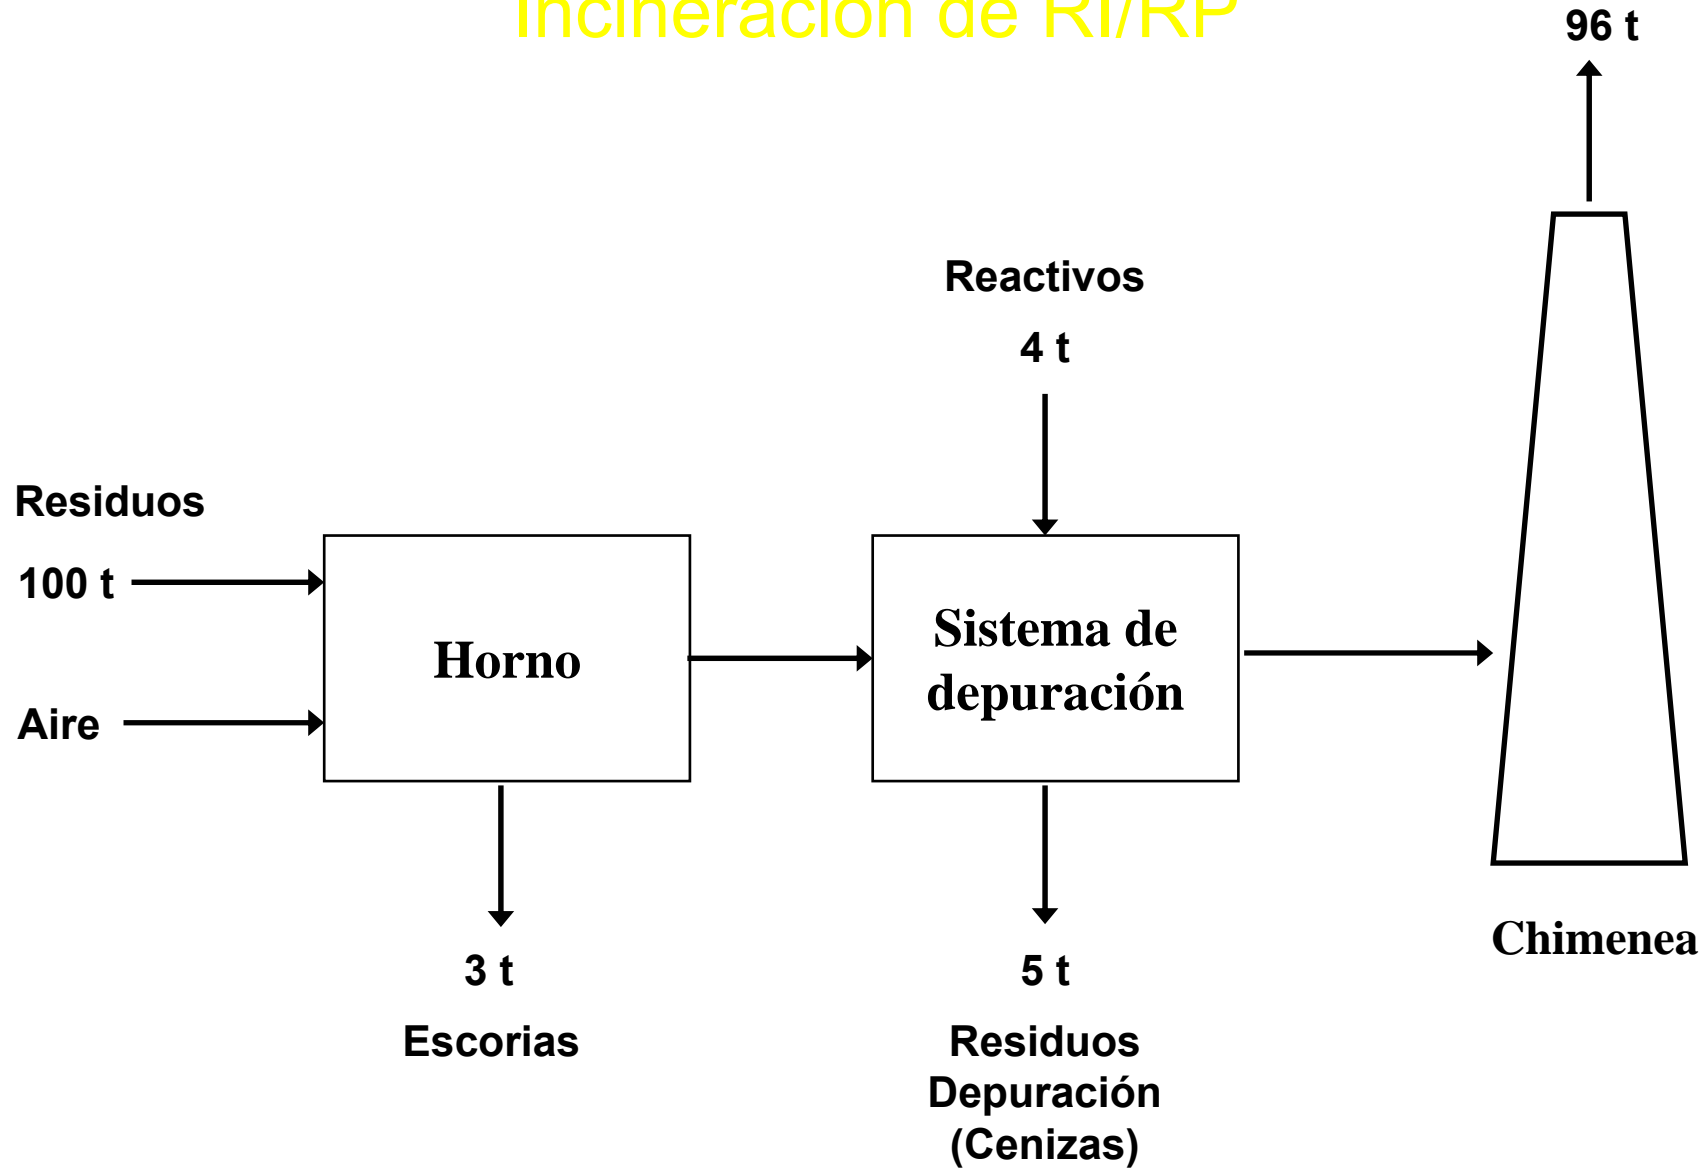 Incineración de RI/RP
96 t
Reactivos
4 t
Residuos
100 t
Aire
Horno
Sistema de
depuración
3 t
Escorias
5 t
Residuos
Depuración
(Cenizas)
Chimenea